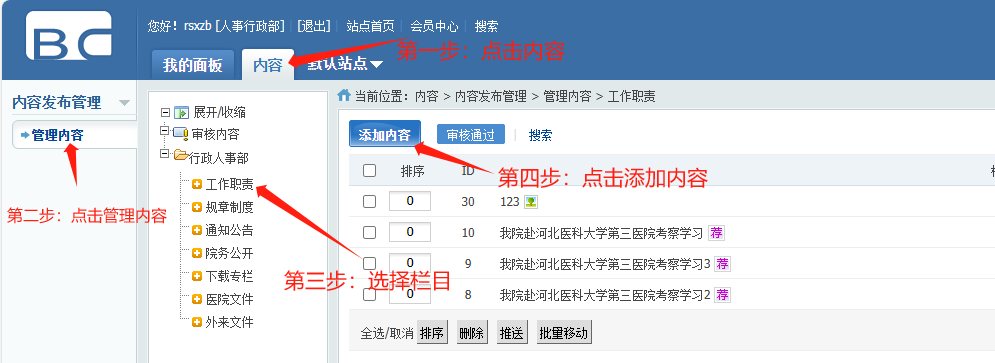 BC
您好！rsxzb [人事行政部] | [退出] | 站点首页 | 会员中心 | 搜索
我的面板 内容 默认站点
第一步：点击内容
内容发布管理
管理内容
第二步：点击管理内容
展开/收缩
审核内容
行政人事部
工作职责
规章制度
通知公告
院务公开
下载专栏
医院文件
外来文件
第三步：选择栏目
当前位置：内容 > 内容发布管理 > 管理内容 > 工作职责
添加内容 审核通过 | 搜索
第四步：点击添加内容
排序 ID
0 30 123
0 10 我院赴河北医科大学第三医院考察学习 荐
0 9 我院赴河北医科大学第三医院考察学习3 荐
0 8 我院赴河北医科大学第三医院考察学习2 荐
全选/取消 排序 删除 推送 批量移动